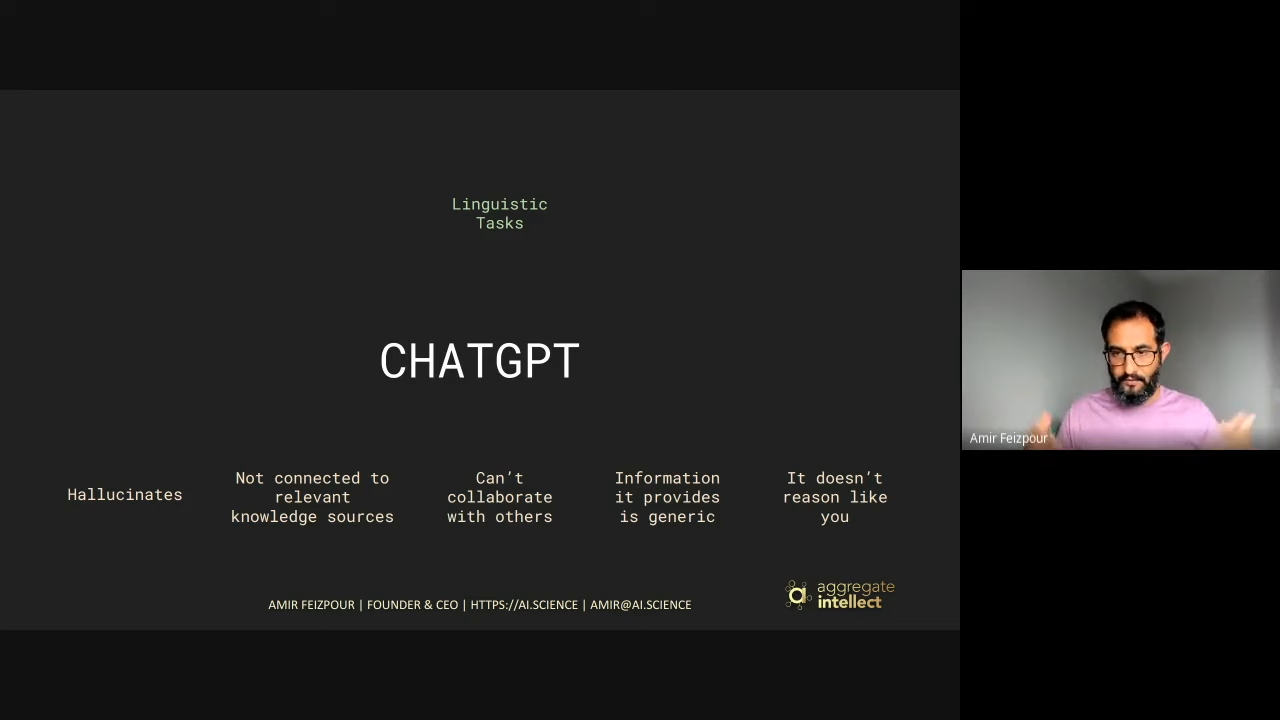 Linguistic
Tasks
CHATGPT
Hallucinates
Not connected to
relevant
knowledge sources
Can’t
collaborate
with others
Information
it provides
is generic
It doesn’t
reason like
you
AMIR FEIZPOUR | FOUNDER & CEO | HTTPS://AI.SCIENCE | AMIR@AI.SCIENCE
aggregate
intellect
Amir Feizpour